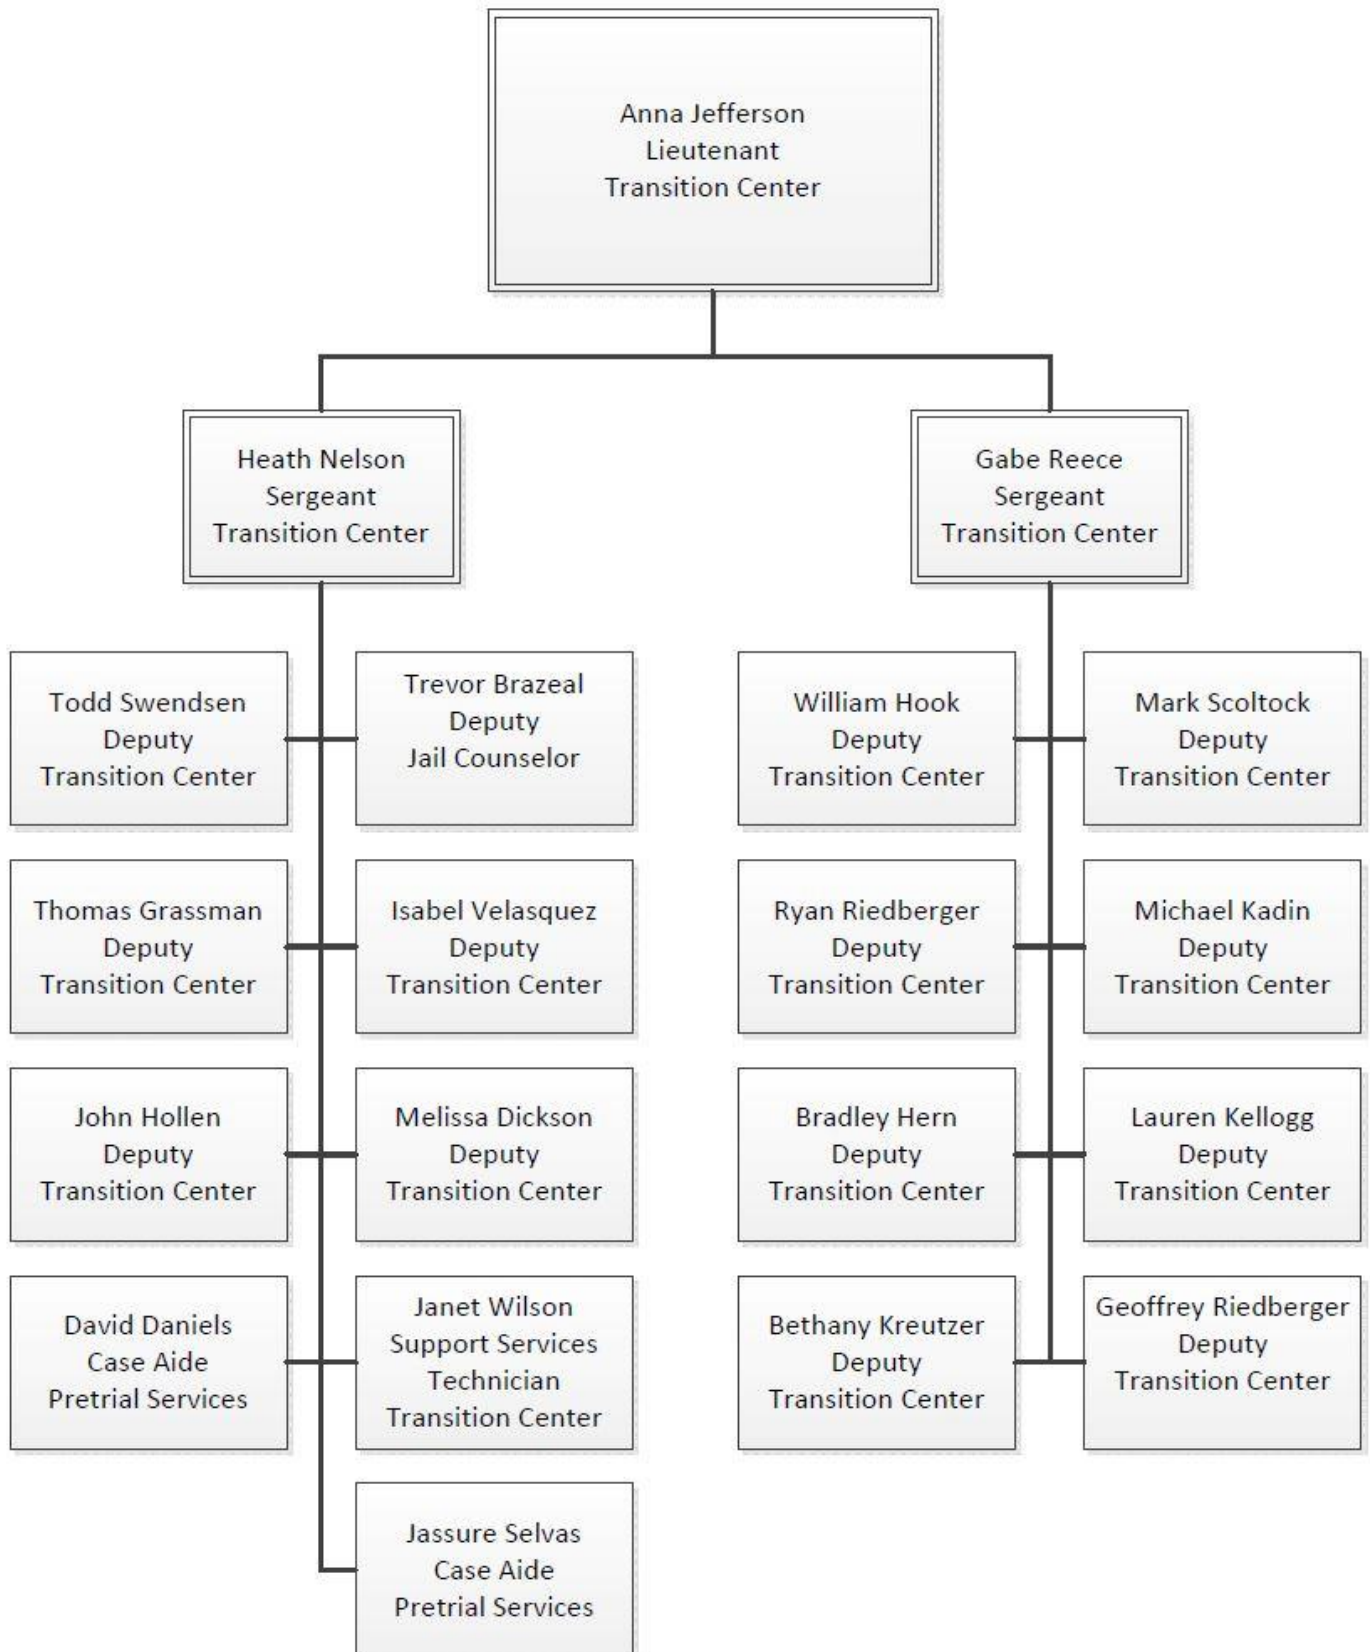 Anna Jefferson
Lieutenant
Transition Center
Heath Nelson
Sergeant
Transition Center
Gabe Reece
Sergeant
Transition Center
Todd Swendsen
Deputy
Transition Center
Trevor Brazeal
Deputy
Jail Counselor
William Hook
Deputy
Transition Center
Mark Scoltock
Deputy
Transition Center
Thomas Grassman
Deputy
Transition Center
Isabel Velasquez
Deputy
Transition Center
Ryan Riedberger
Deputy
Transition Center
Michael Kadin
Deputy
Transition Center
John Hollen
Deputy
Transition Center
Melissa Dickson
Deputy
Transition Center
Bradley Hern
Deputy
Transition Center
Lauren Kellogg
Deputy
Transition Center
David Daniels
Case Aide
Pretrial Services
Janet Wilson
Support Services
Technician
Transition Center
Bethany Kreutzer
Deputy
Transition Center
Geoffrey Riedberger
Deputy
Transition Center
Jassure Selvas
Case Aide
Pretrial Services